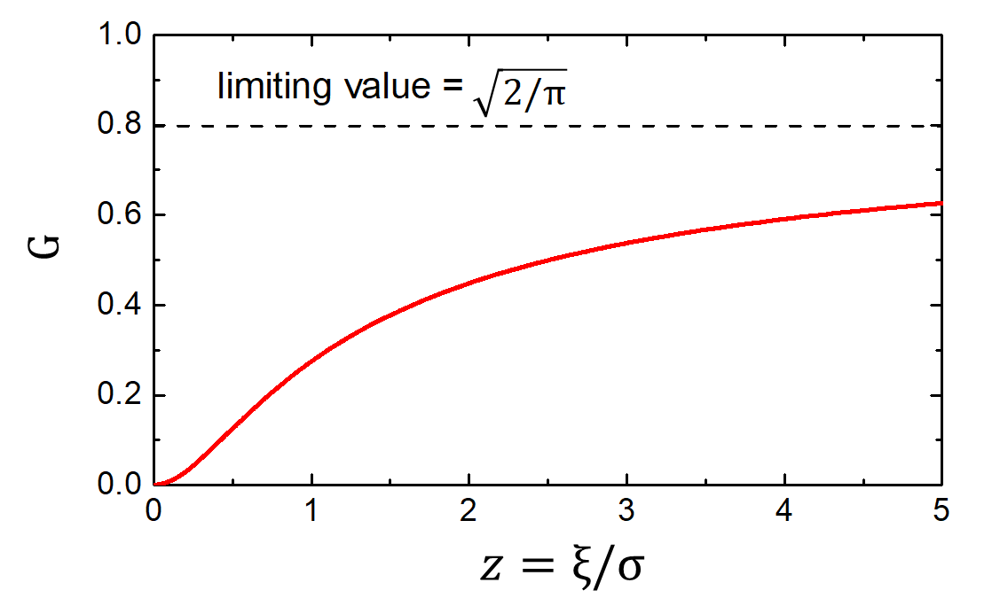 1.0
limiting value = √2/π
0.8
0.6
G
0.4
0.2
0.0
0 1 2 3 4 5
z = ξ/σ